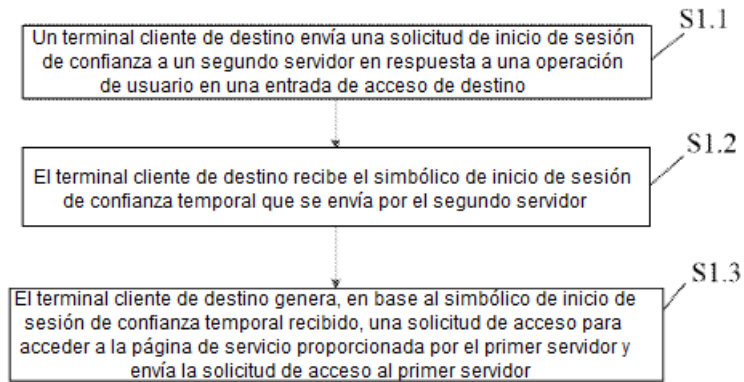 S1.1
Un terminal cliente de destino envía una solicitud de inicio de sesión
de confianza a un segundo servidor en respuesta a una operación
de usuario en una entrada de acceso de destino
S1.2
El terminal cliente de destino recibe el simbólico de inicio de sesión
de confianza temporal que se envía por el segundo servidor
S1.3
El terminal cliente de destino genera, en base al simbólico de inicio de
sesión de confianza temporal recibido, una solicitud de acceso para
acceder a la página de servicio proporcionada por el primer servidor y
envía la solicitud de acceso al primer servidor